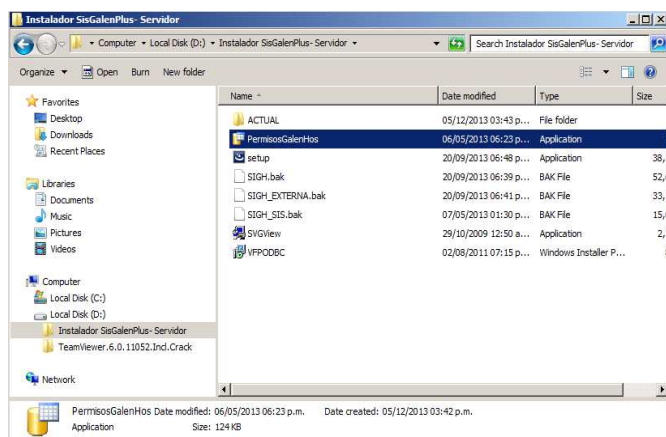 Instalador SisGalenPlus- Servidor
Computer Local Disk (D:) Instalador SisGalenPlus- Servidor
Search Instalador SisGalenPlus- Servidor
Organize Open Burn New folder
Favorites
Desktop
Downloads
Recent Places
Libraries
Documents
Music
Pictures
Videos
Computer
Local Disk (C:)
Local Disk (D:)
Instalador SisGalenPlus- Servidor
TeamViewer.6.0.11052.Incl.Crack
Network
Name Date modified Type Size
ACTUAL 05/12/2013 03:43 p... File folder
PermisosGalenHos 06/05/2013 06:23 p... Application
setup 20/09/2013 06:48 p... Application 38,
SIGH.bak 20/09/2013 06:39 p... BAK File 52,
SIGH_EXTERNA.bak 20/09/2013 06:41 p... BAK File 33,
SIGH_SIS.bak 07/05/2013 01:30 p... BAK File 15,
SVGView 29/10/2009 12:50 a... Application 2,
VFPODBC 02/08/2011 07:15 p... Windows Installer P...
PermisosGalenHos Date modified: 06/05/2013 06:23 p.m. Date created: 05/12/2013 03:42 p.m.
Application Size: 124 KB